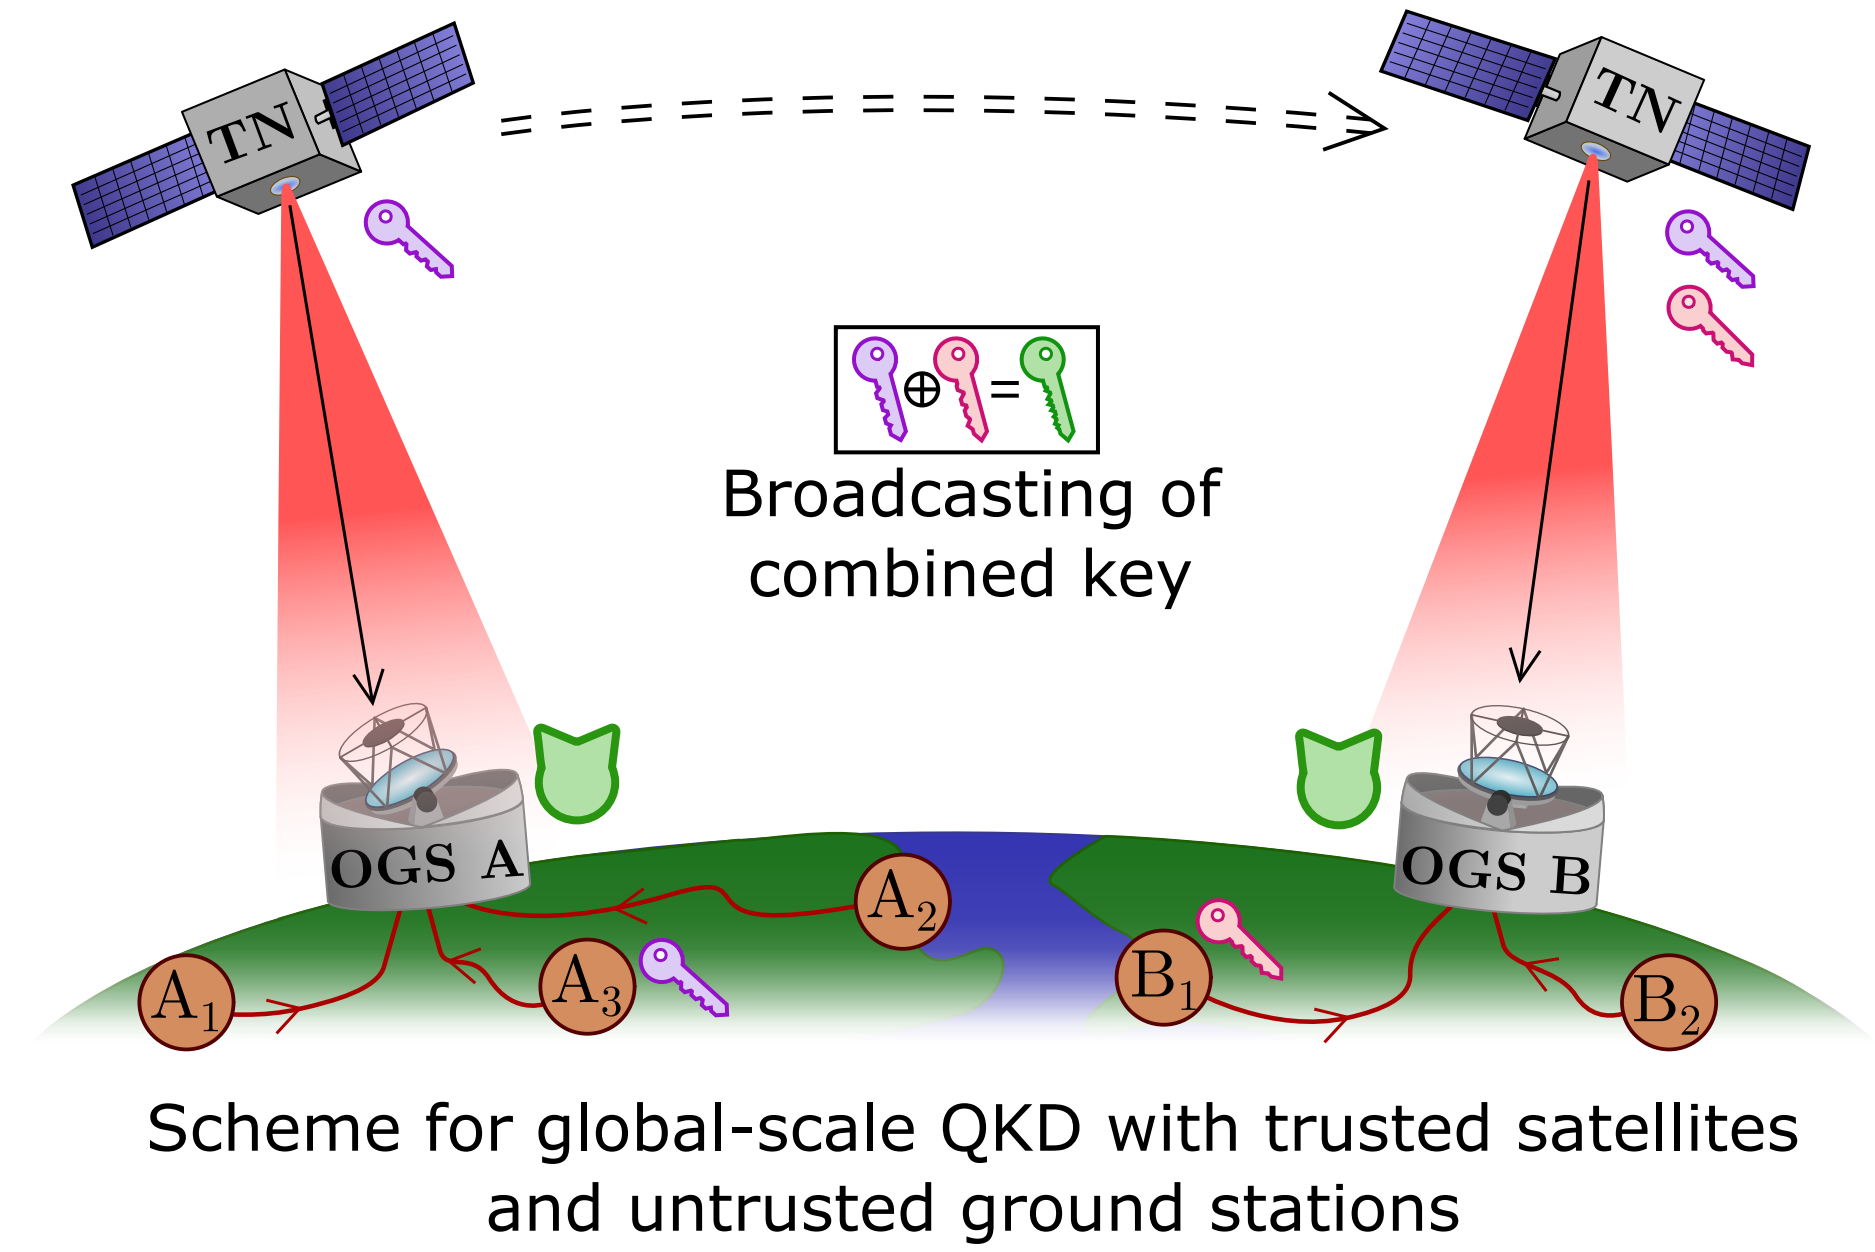 TN
TN
⊕ =
Broadcasting of
combined key
OGS A
OGS B
A₂
A₁
A₃
B₁
B₂
Scheme for global-scale QKD with trusted satellites
and untrusted ground stations